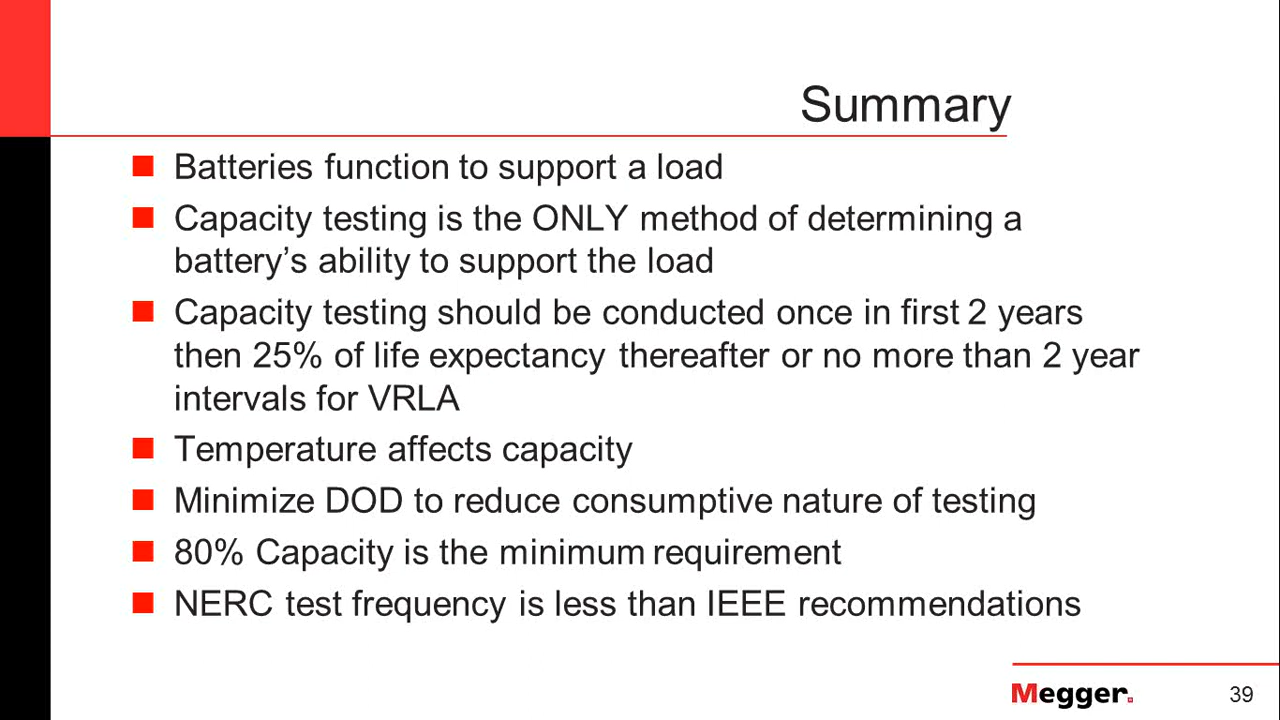 Summary
Batteries function to support a load
Capacity testing is the ONLY method of determining a
battery’s ability to support the load
Capacity testing should be conducted once in first 2 years
then 25% of life expectancy thereafter or no more than 2 year
intervals for VRLA
Temperature affects capacity
Minimize DOD to reduce consumptive nature of testing
80% Capacity is the minimum requirement
NERC test frequency is less than IEEE recommendations
Megger.
39